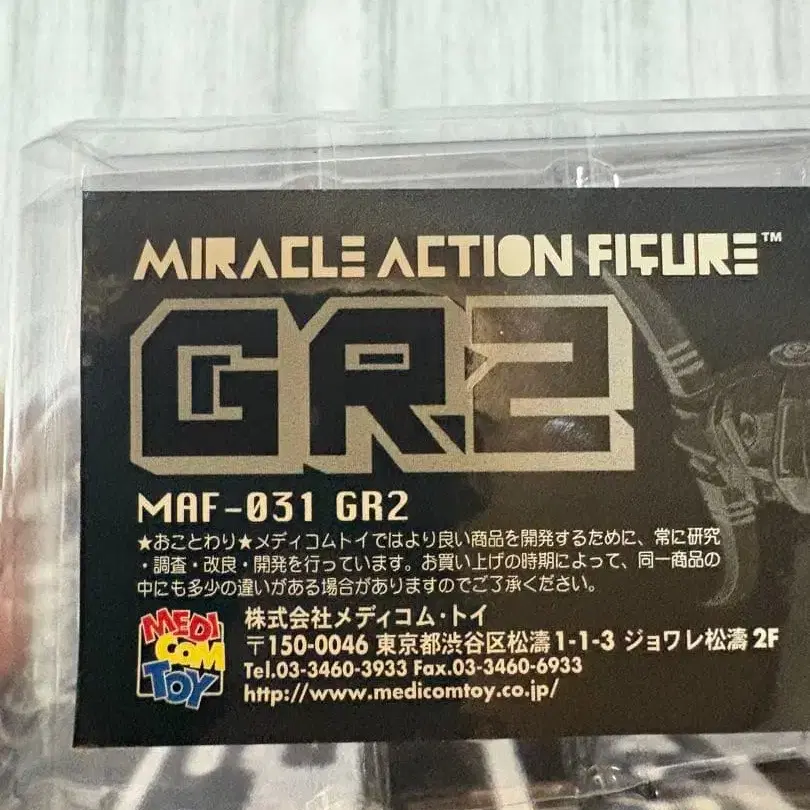 MIRACLE ACTION FIGURE™
GR2
MAF-031 GR2
★おことわり★メディコムトイではより良い商品を開発するために、常に研究
・調査・改良・開発を行っています。お買い上げの時期によって、同一商品の
中にも多少の違いがある場合がありますのでご了承ください。
MEDI
COM
TOY
株式会社メディコム・トイ
〒150-0046 東京都渋谷区松濤1-1-3 ジョワレ松濤2F
Tel.03-3460-3933 Fax.03-3460-6933
http://www.medicomtoy.co.jp/